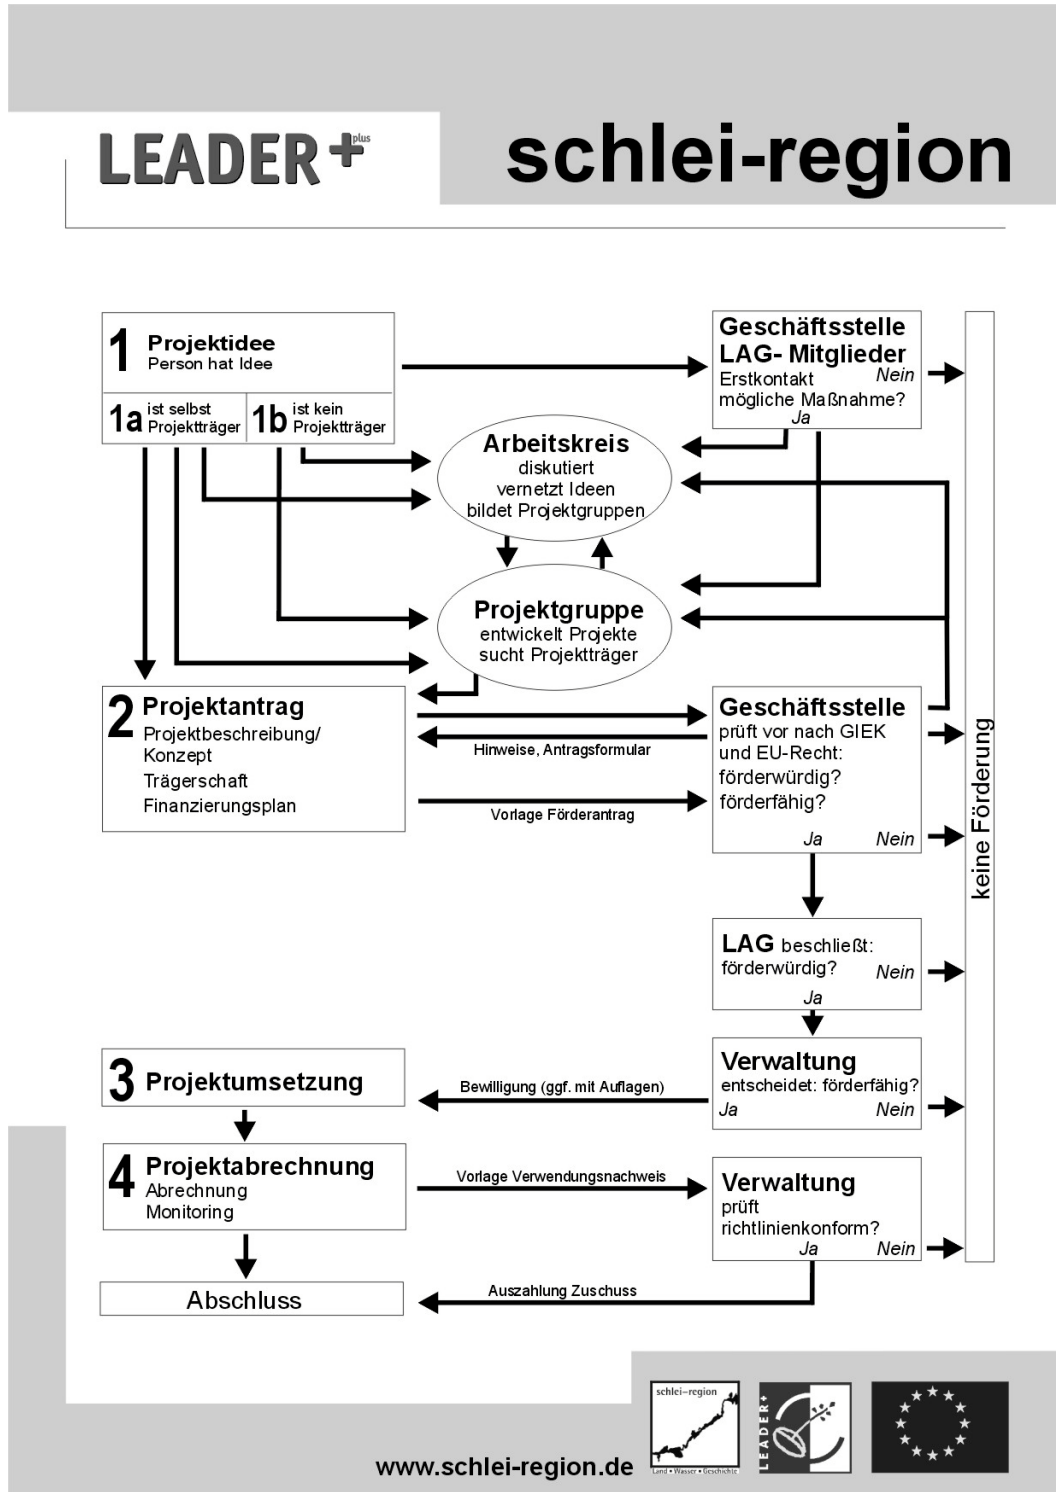 LEADER+ plus
schlei-region
1 Projektidee
Person hat Idee
1a ist selbst
Projektträger
1b ist kein
Projektträger
Geschäftsstelle
LAG- Mitglieder
Erstkontakt
Nein
mögliche Maßnahme?
Ja
Arbeitskreis
diskutiert
vernetzt Ideen
bildet Projektgruppen
Projektgruppe
entwickelt Projekte
sucht Projektträger
2 Projektantrag
Projektbeschreibung/
Konzept
Trägerschaft
Finanzierungsplan
Hinweise, Antragsformular
Vorlage Förderantrag
Geschäftsstelle
prüft vor nach GIEK
und EU-Recht:
förderwürdig?
förderfähig?
Ja Nein
keine Förderung
LAG beschließt:
förderwürdig? Nein
Ja
3 Projektumsetzung
Bewilligung (ggf. mit Auflagen)
Verwaltung
entscheidet: förderfähig?
Ja Nein
4 Projektabrechnung
Abrechnung
Monitoring
Vorlage Verwendungsnachweis
Verwaltung
prüft
richtlinienkonform?
Ja Nein
Abschluss
Auszahlung Zuschuss
www.schlei-region.de
schlei-region
Land • Wasser • Geschichte
LEADER+